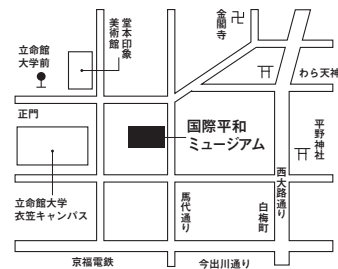 堂本印象
美術館
金閣寺
立命館
大学前
わら天神
正門
国際平和
ミュージアム
平野神社
立命館大学
衣笠キャンパス
馬代通り
西大路通り
白梅町
京福電鉄
今出川通り